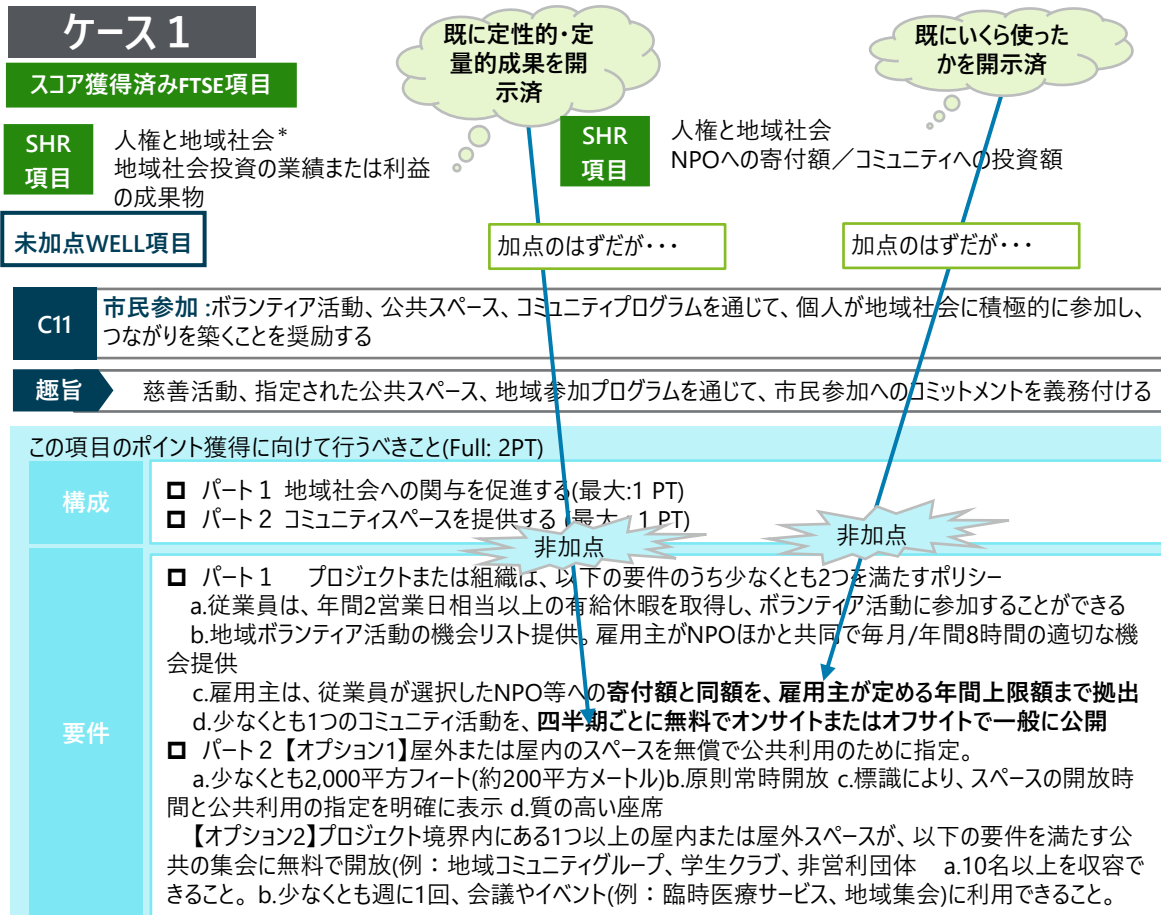 ケース１
既に定性的・定
量的成果を開
示済
既にいくら使った
かを開示済
スコア獲得済みFTSE項目
SHR
項目
人権と地域社会*
地域社会投資の業績または利益
の成果物
SHR
項目
人権と地域社会
NPOへの寄付額／コミュニティへの投資額
未加点WELL項目
加点のはずだが・・・
加点のはずだが・・・
C11
市民参加 :ボランティア活動、公共スペース、コミュニティプログラムを通じて、個人が地域社会に積極的に参加し、
つながりを築くことを奨励する
趣旨
慈善活動、指定された公共スペース、地域参加プログラムを通じて、市民参加へのコミットメントを義務付ける
この項目のポイント獲得に向けて行うべきこと(Full: 2PT)
構成
パート１ 地域社会への関与を促進する(最大:1 PT)
パート２ コミュニティスペースを提供する (最大：1 PT)
非加点
非加点
要件
パート１　プロジェクトまたは組織は、以下の要件のうち少なくとも2つを満たすポリシー
a.従業員は、年間2営業日相当以上の有給休暇を取得し、ボランティア活動に参加することができる
b.地域ボランティア活動の機会リスト提供。雇用主がNPOほかと共同で毎月/年間8時間の適切な機
会提供
c.雇用主は、従業員が選択したNPO等への寄付額と同額を、雇用主が定める年間上限額まで拠出
d.少なくとも1つのコミュニティ活動を、四半期ごとに無料でオンサイトまたはオフサイトで一般に公開
パート２【オプション1】屋外または屋内のスペースを無償で公共利用のために指定。
a.少なくとも2,000平方フィート(約200平方メートル)b.原則常時開放 c.標識により、スペースの開放時
間と公共利用の指定を明確に表示 d.質の高い座席
【オプション2】プロジェクト境界内にある1つ以上の屋内または屋外スペースが、以下の要件を満たす公
共の集会に無料で開放(例：地域コミュニティグループ、学生クラブ、非営利団体　a.10名以上を収容で
きること。b.少なくとも週に1回、会議やイベント(例：臨時医療サービス、地域集会)に利用できること。